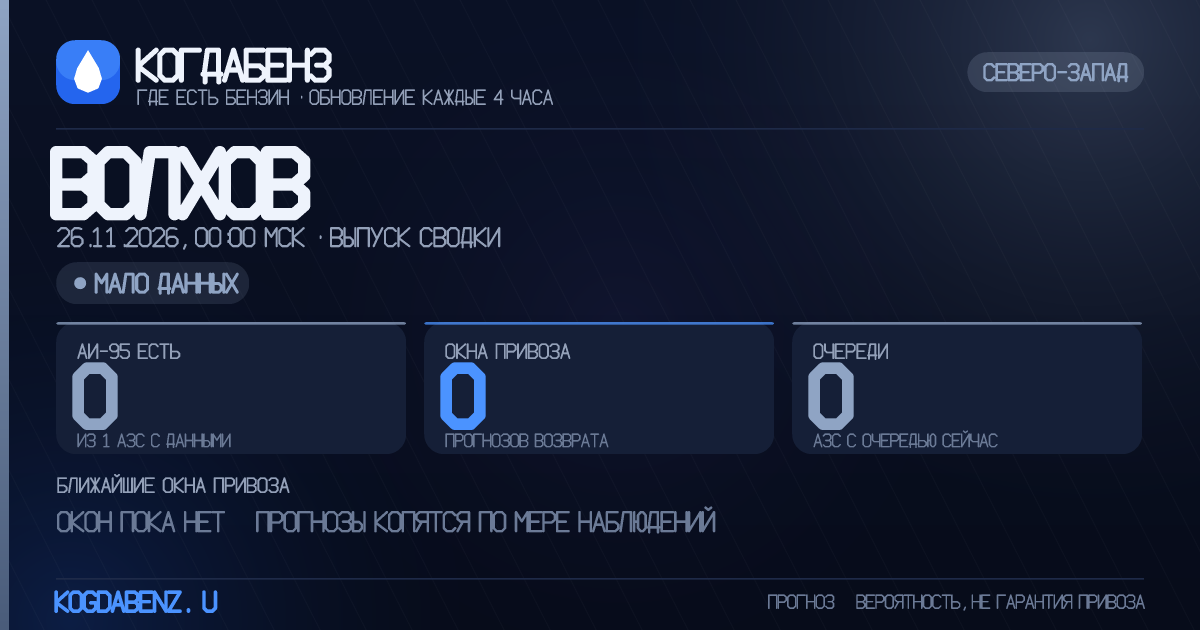 КОГДАБЕНЗ
ГДЕ ЕСТЬ БЕНЗИН · ОБНОВЛЕНИЕ КАЖДЫЕ 4 ЧАСА
СЕВЕРО-ЗАПАД
ВОЛХОВ
26.11.2026, 00:00 МСК · ВЫПУСК СВОДКИ
МАЛО ДАННЫХ
АИ-95 ЕСТЬ
0
ИЗ 1 АЗС С ДАННЫМИ
ОКНА ПРИВОЗА
0
ПРОГНОЗОВ ВОЗВРАТА
ОЧЕРЕДИ
0
АЗС С ОЧЕРЕДЬЮ СЕЙЧАС
БЛИЖАЙШИЕ ОКНА ПРИВОЗА
ОКОН ПОКА НЕТ ПРОГНОЗЫ КОПЯТСЯ ПО МЕРЕ НАБЛЮДЕНИЙ
KOGDABENZ. U
ПРОГНОЗ ВЕРОЯТНОСТЬ, НЕ ГАРАНТИЯ ПРИВОЗА